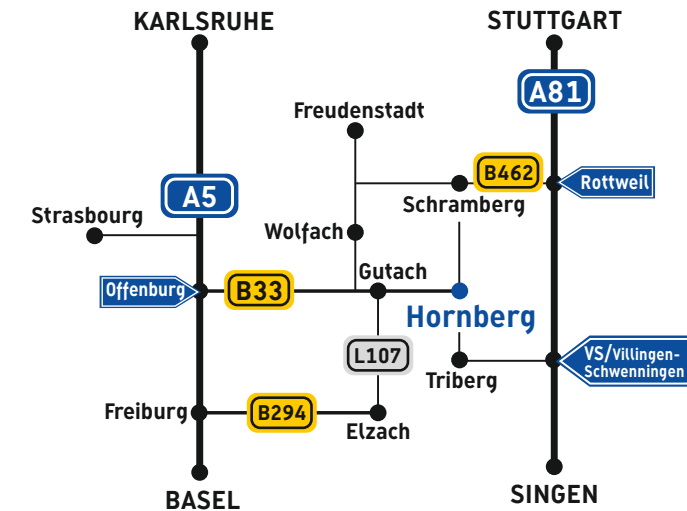 KARLSRUHE
STUTTGART
A81
Freudenstadt
B462
Rottweil
A5
Schramberg
Strasbourg
Wolfach
Gutach
Offenburg
B33
Hornberg
L107
VS/Villingen-
Schwenningen
Triberg
Freiburg
B294
Elzach
BASEL
SINGEN